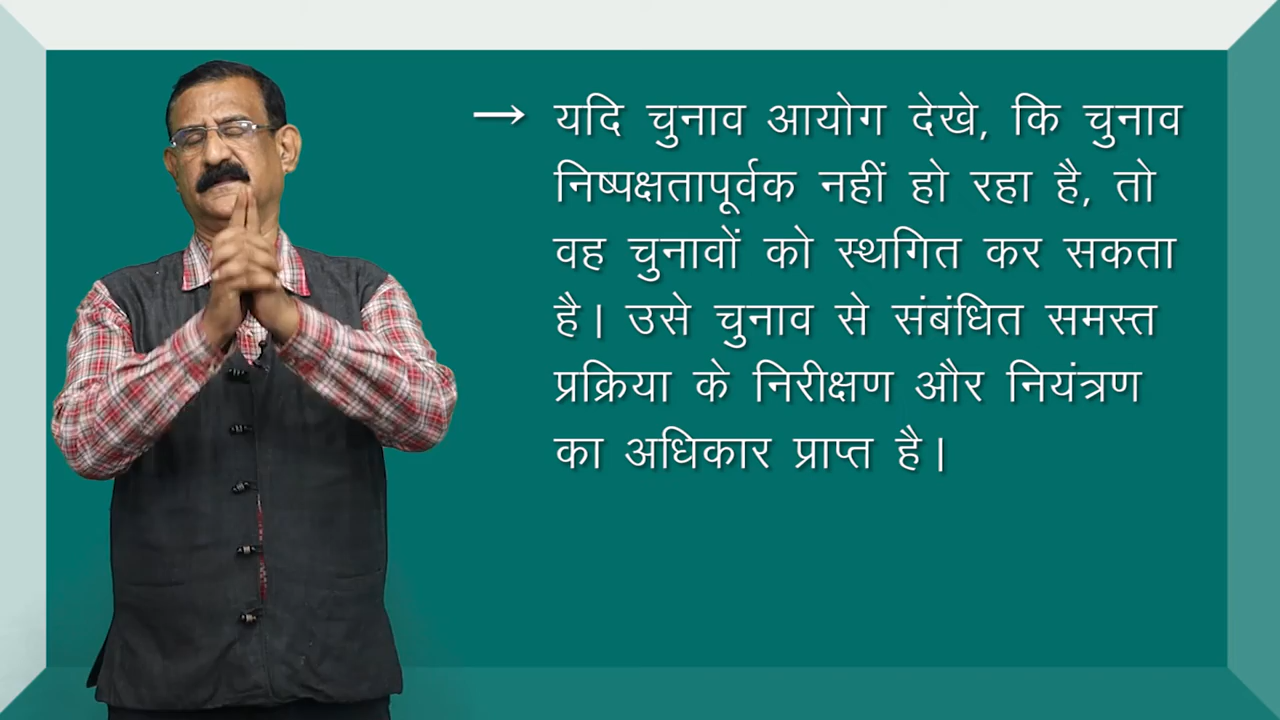 → यदि चुनाव आयोग देखे, कि चुनाव
निष्पक्षतापूर्वक नहीं हो रहा है, तो
वह चुनावों को स्थगित कर सकता
है। उसे चुनाव से संबंधित समस्त
प्रक्रिया के निरीक्षण और नियंत्रण
का अधिकार प्राप्त है।